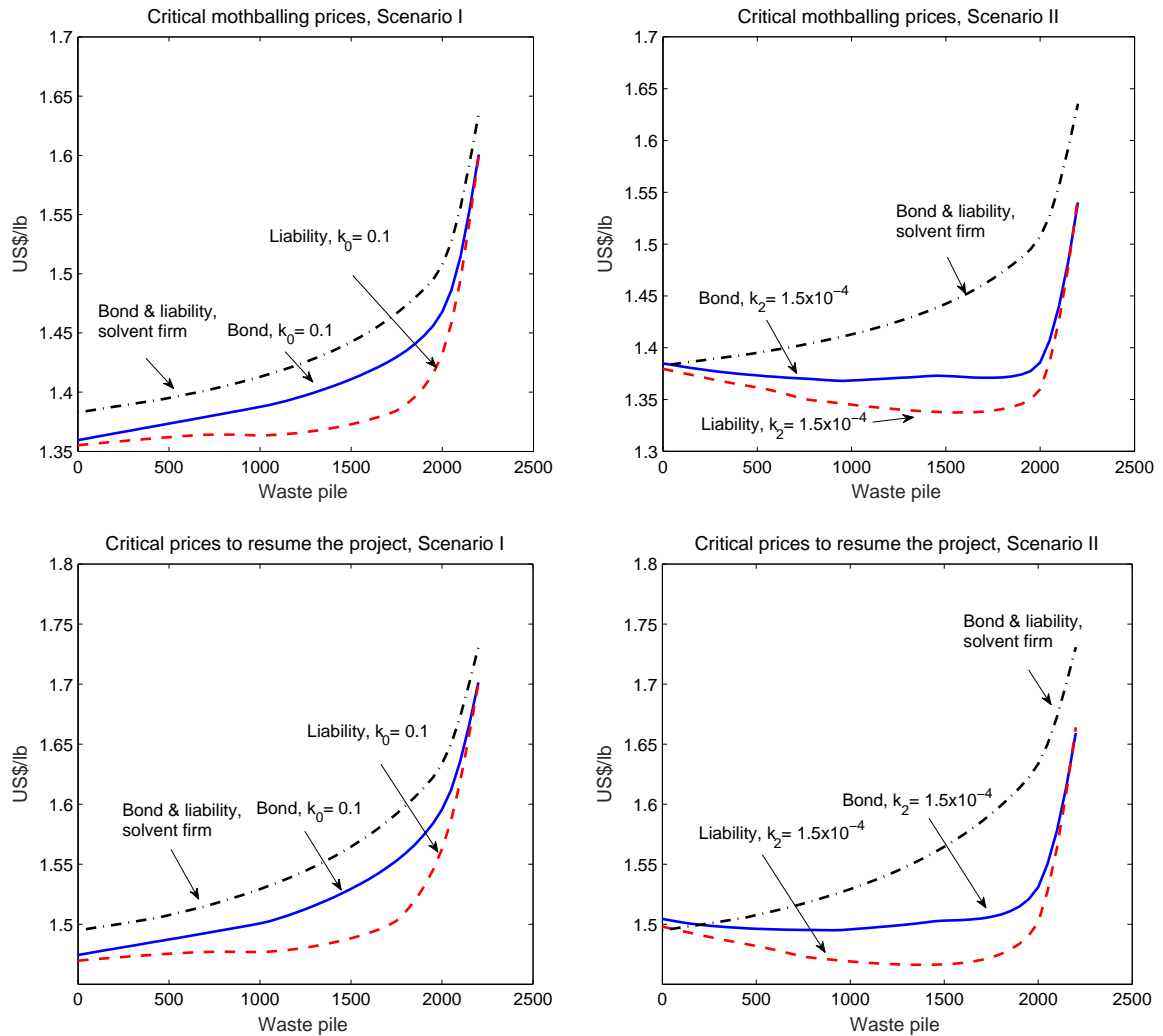 Critical mothballing prices, Scenario I
1.7
1.65
1.6
1.55
1.5
1.45
1.4
1.35
US$/lb
Liability, k0= 0.1
Bond & liability,
solvent firm
Bond, k0= 0.1
0 500 1000 1500 2000 2500
Waste pile
Critical mothballing prices, Scenario II
1.7
1.65
1.6
1.55
1.5
1.45
1.4
1.35
1.3
US$/lb
Bond & liability,
solvent firm
Bond, k2= 1.5x10−4
Liability, k2= 1.5x10−4
0 500 1000 1500 2000 2500
Waste pile
Critical prices to resume the project, Scenario I
1.8
1.75
1.7
1.65
1.6
1.55
1.5
US$/lb
Liability, k0= 0.1
Bond & liability,
solvent firm
Bond, k0= 0.1
0 500 1000 1500 2000 2500
Waste pile
Critical prices to resume the project, Scenario II
1.8
1.75
1.7
1.65
1.6
1.55
1.5
US$/lb
Bond & liability,
solvent firm
Bond, k2= 1.5x10−4
Liability, k2= 1.5x10−4
0 500 1000 1500 2000 2500
Waste pile